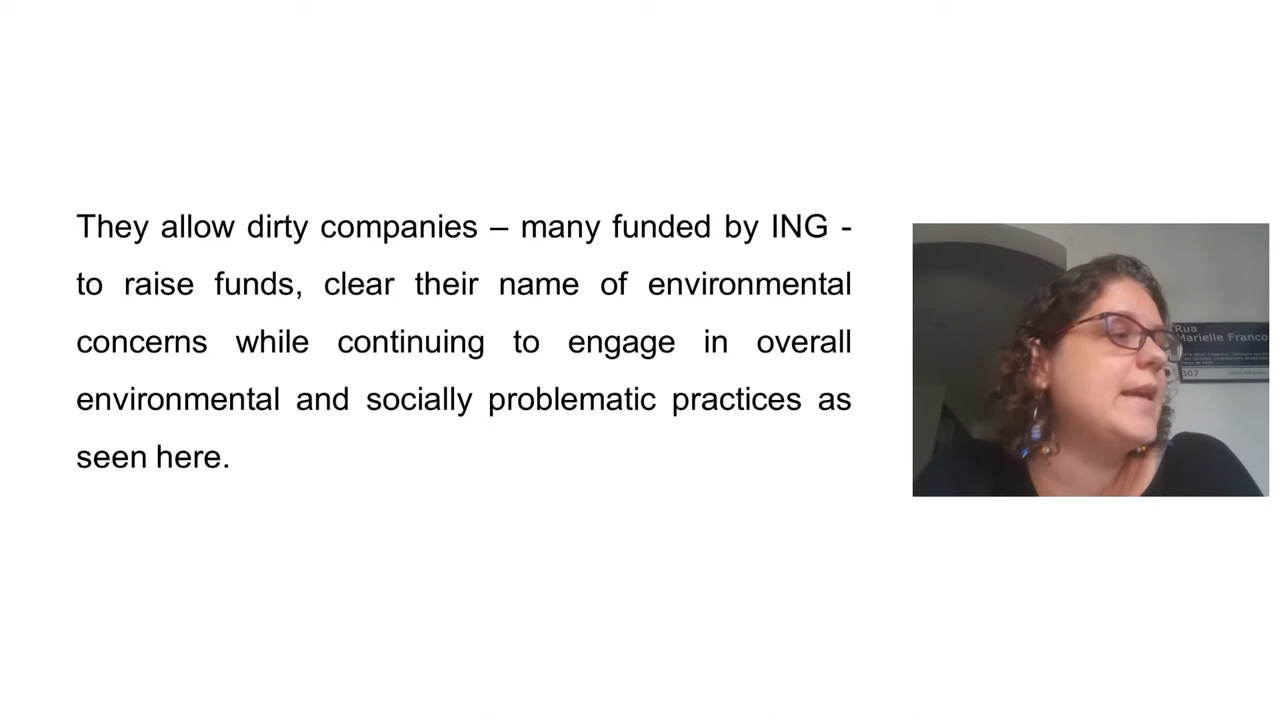 They allow dirty companies – many funded by ING -
to raise funds, clear their name of environmental
concerns while continuing to engage in overall
environmental and socially problematic practices as
seen here.
Rua
Marielle Franco
307